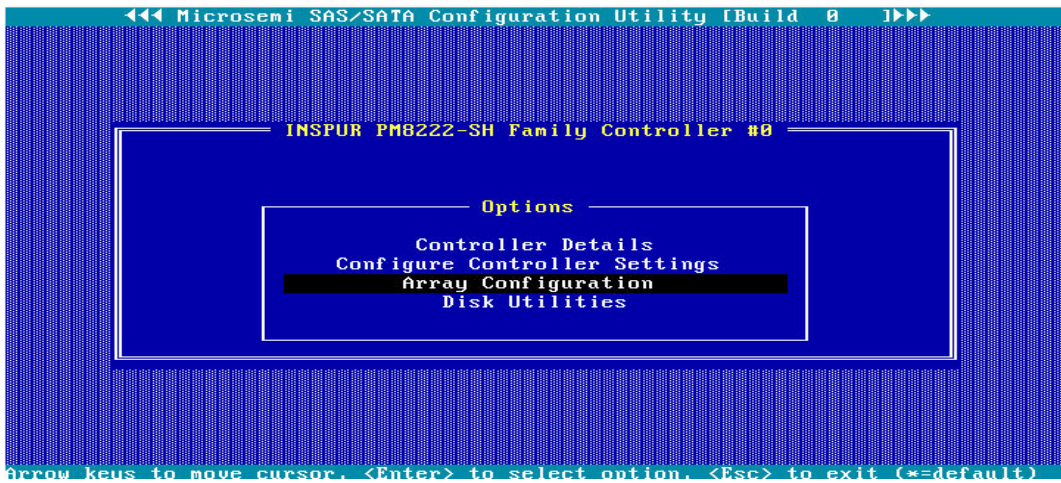 ◄◄◄ Microsemi SAS/SATA Configuration Utility [Build 0 ]►►►
INSPUR PM8222-SH Family Controller #0
Options
Controller Details
Configure Controller Settings
Array Configuration
Disk Utilities
Arrow keys to move cursor, <Enter> to select option, <Esc> to exit (*=default)